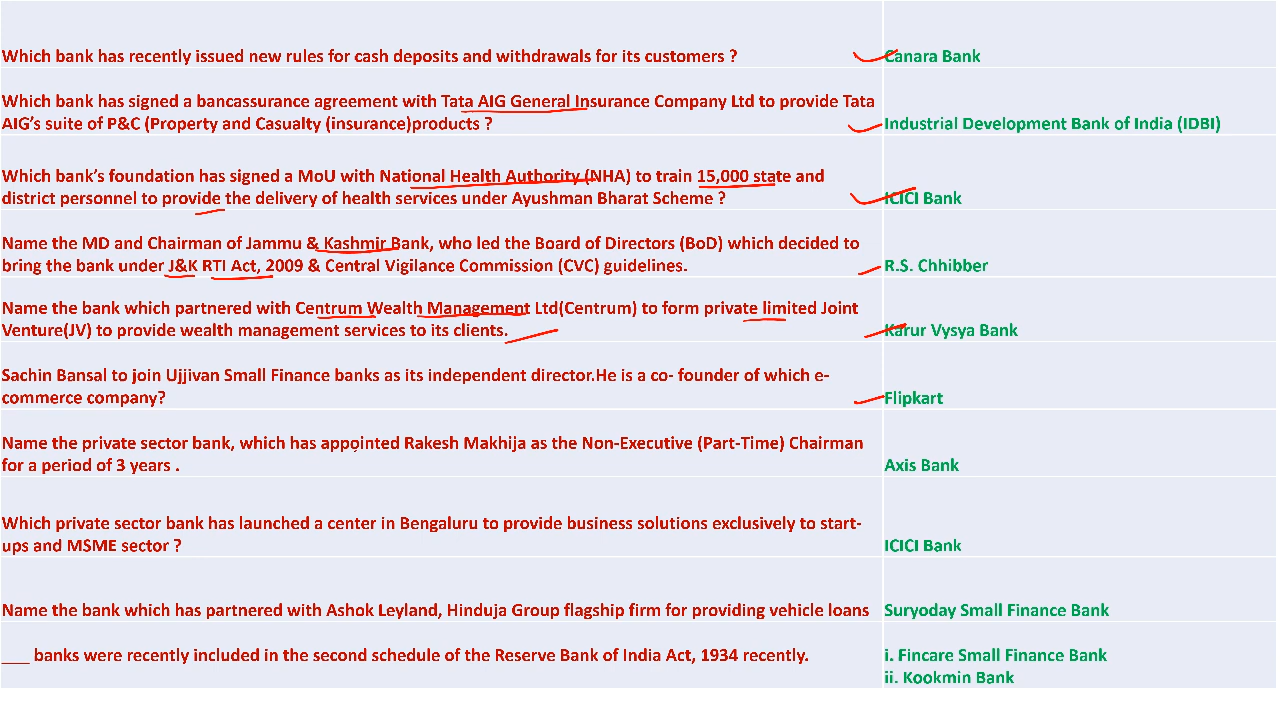 Which bank has recently issued new rules for cash deposits and withdrawals for its customers ?
Canara Bank
Which bank has signed a bancassurance agreement with Tata AIG General Insurance Company Ltd to provide Tata
AIG's suite of P&C (Property and Casualty (insurance)products ?
Industrial Development Bank of India (IDBI)
Which bank's foundation has signed a MoU with National Health Authority (NHA) to train 15,000 state and
district personnel to provide the delivery of health services under Ayushman Bharat Scheme ?
ICICI Bank
Name the MD and Chairman of Jammu & Kashmir Bank, who led the Board of Directors (BoD) which decided to
bring the bank under J&K RTI Act, 2009 & Central Vigilance Commission (CVC) guidelines.
R.S. Chhibber
Name the bank which partnered with Centrum Wealth Management Ltd(Centrum) to form private limited Joint
Venture(JV) to provide wealth management services to its clients.
Karur Vysya Bank
Sachin Bansal to join Ujjivan Small Finance banks as its independent director.He is a co- founder of which e-
commerce company?
Flipkart
Name the private sector bank, which has appointed Rakesh Makhija as the Non-Executive (Part-Time) Chairman
for a period of 3 years .
Axis Bank
Which private sector bank has launched a center in Bengaluru to provide business solutions exclusively to start-
ups and MSME sector ?
ICICI Bank
Name the bank which has partnered with Ashok Leyland, Hinduja Group flagship firm for providing vehicle loans
Suryoday Small Finance Bank
___ banks were recently included in the second schedule of the Reserve Bank of India Act, 1934 recently.
i. Fincare Small Finance Bank
ii. Kookmin Bank